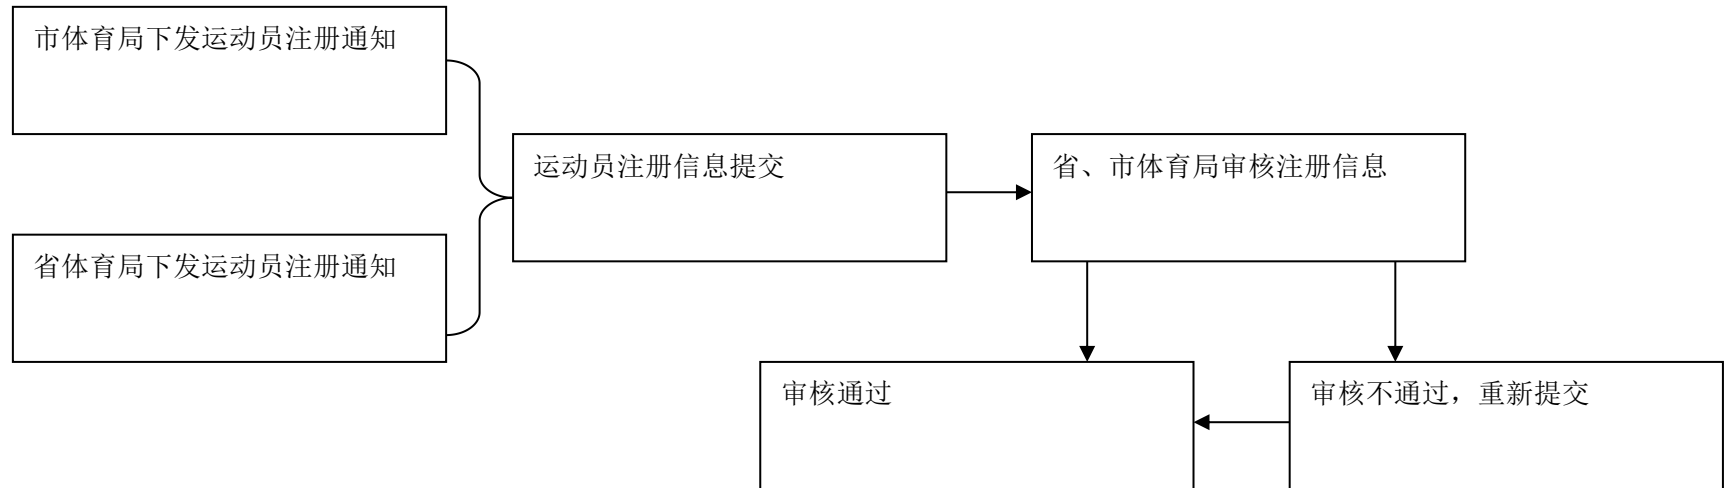 市体育局下发运动员注册通知
省体育局下发运动员注册通知
运动员注册信息提交
省、市体育局审核注册信息
审核通过
审核不通过，重新提交